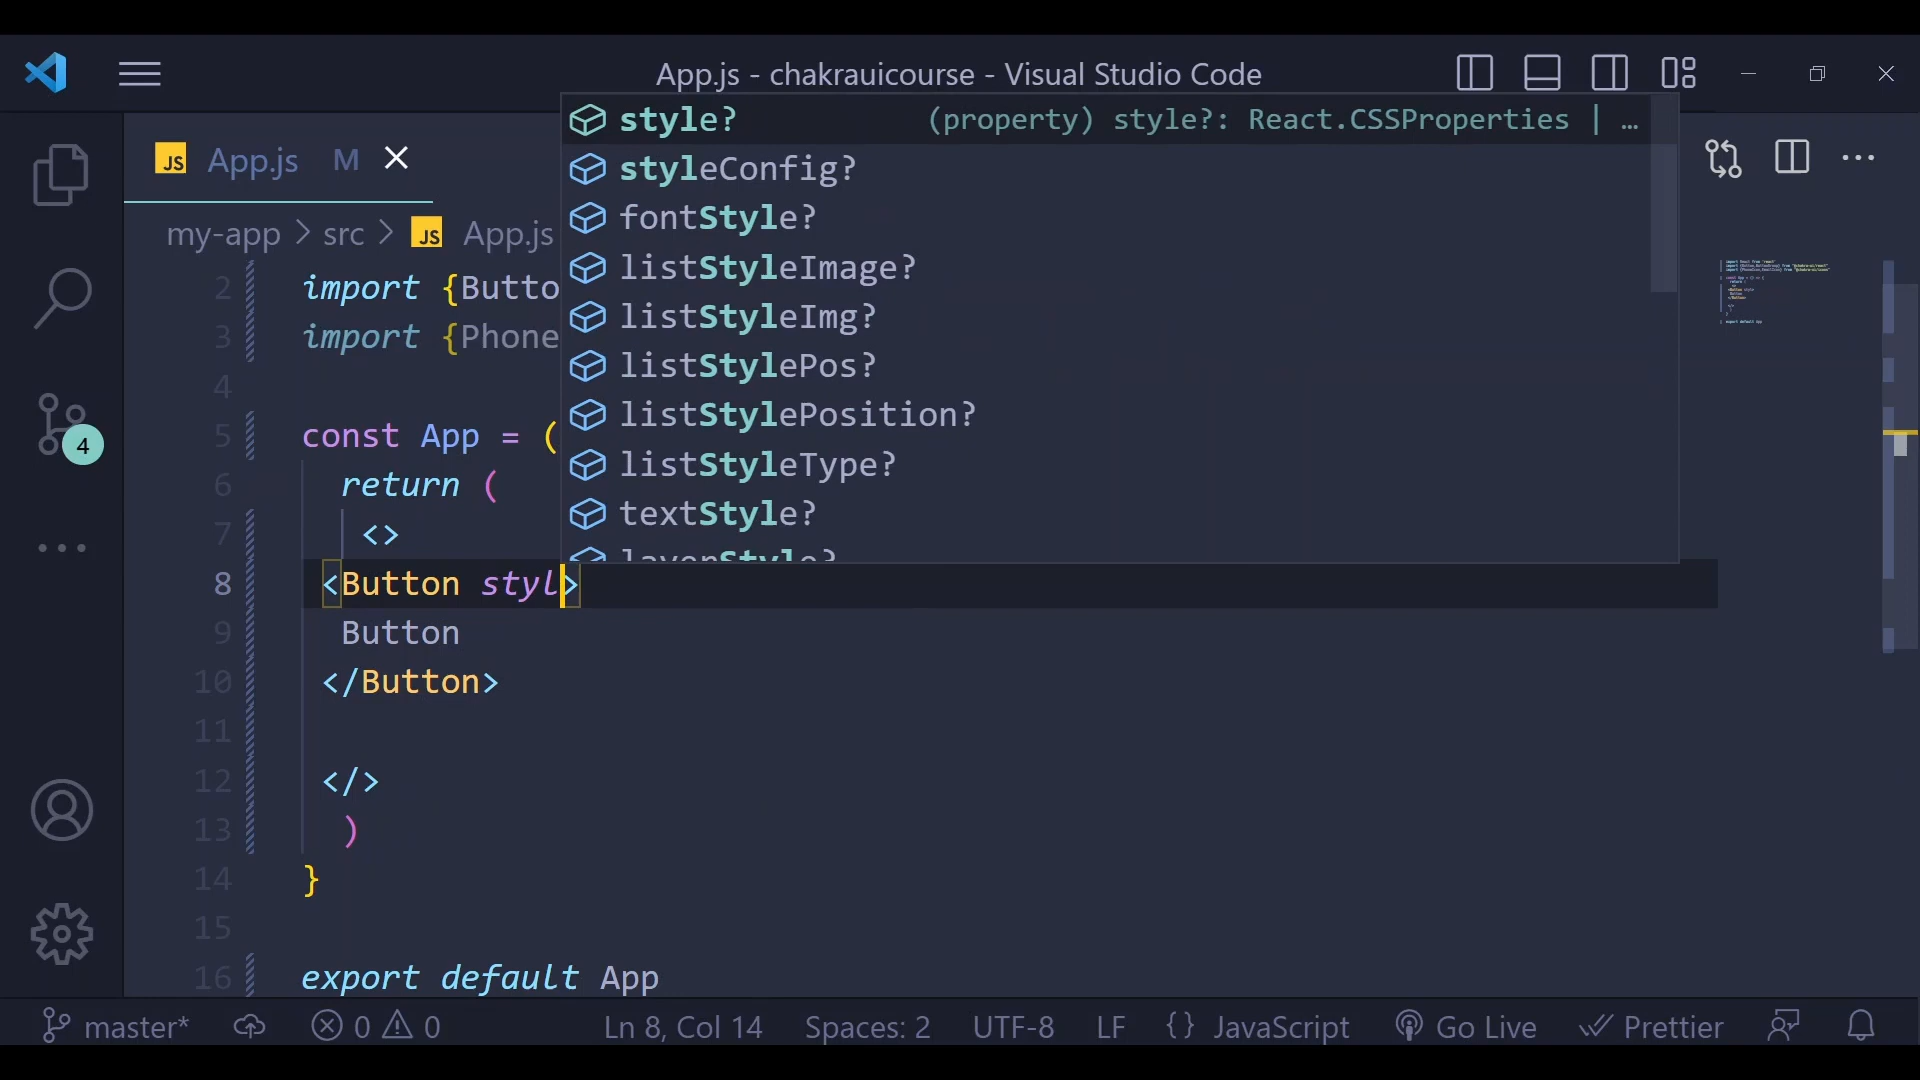 App.js - chakrauicourse - Visual Studio Code
JS App.js M
my-app > src > JS App.js
style? (property) style?: React.CSSProperties | …
styleConfig?
fontStyle?
listStyleImage?
listStyleImg?
listStylePos?
listStylePosition?
listStyleType?
textStyle?
layerStyle?
2 import {Butto
3 import {Phone
4
5 const App = (
6 return (
7 <>
8 <Button styl>
9 Button
10 </Button>
11
12 </>
13 )
14 }
15
16 export default App
4
master* 0 0 Ln 8, Col 14 Spaces: 2 UTF-8 LF {} JavaScript Go Live Prettier